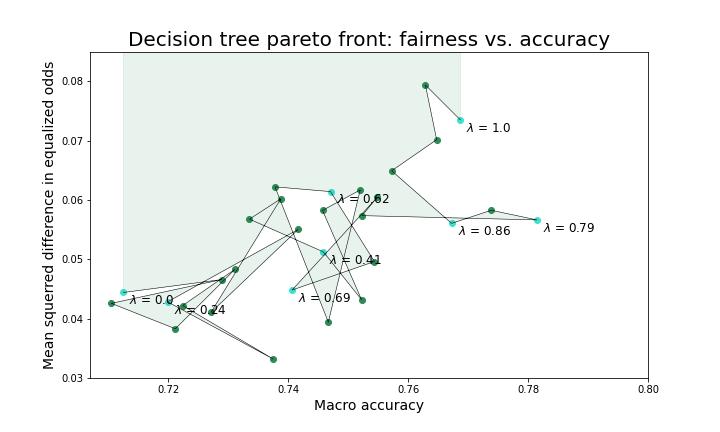 Decision tree pareto front: fairness vs. accuracy
Mean squerred difference in equalized odds
0.08
0.07
0.06
0.05
0.04
0.03
λ = 1.0
λ = 0.62
λ = 0.86
λ = 0.79
λ = 0.41
λ = 0.69
λ = 0.0
λ = 0.24
0.72
0.74
0.76
0.78
0.80
Macro accuracy